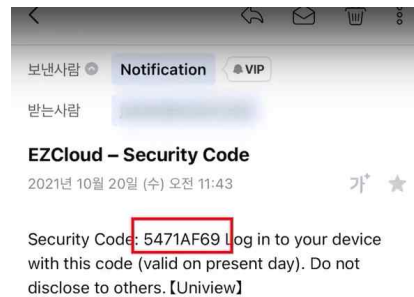 보낸사람 Notification VIP
받는사람
EZCloud – Security Code
2021년 10월 20일 (수) 오전 11:43 가
Security Code: 5471AF69 Log in to your device
with this code (valid on present day). Do not
disclose to others.【Uniview】